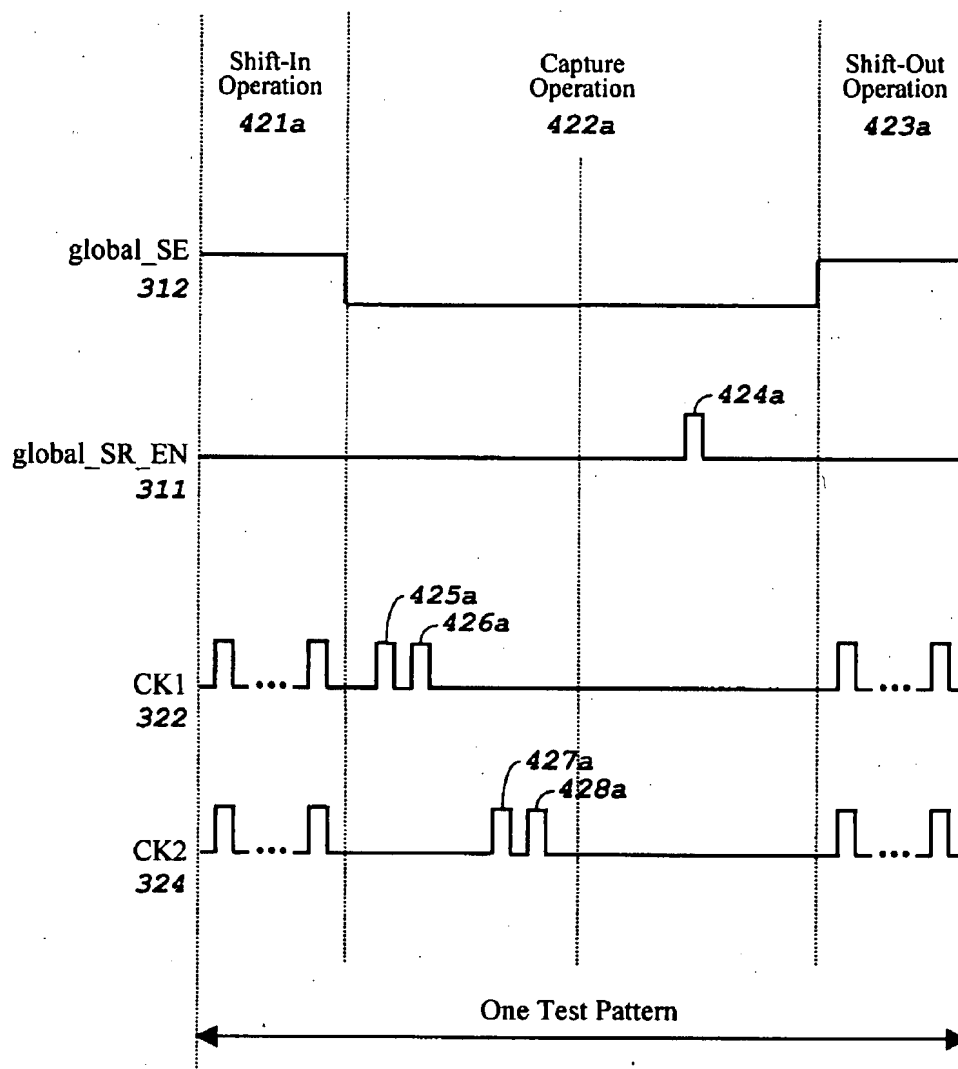 Shift-In
Operation
421a
Capture
Operation
422a
Shift-Out
Operation
423a
global_SE
312
424a
global_SR_EN
311
425a
426a
CK1
322
427a
428a
CK2
324
One Test Pattern